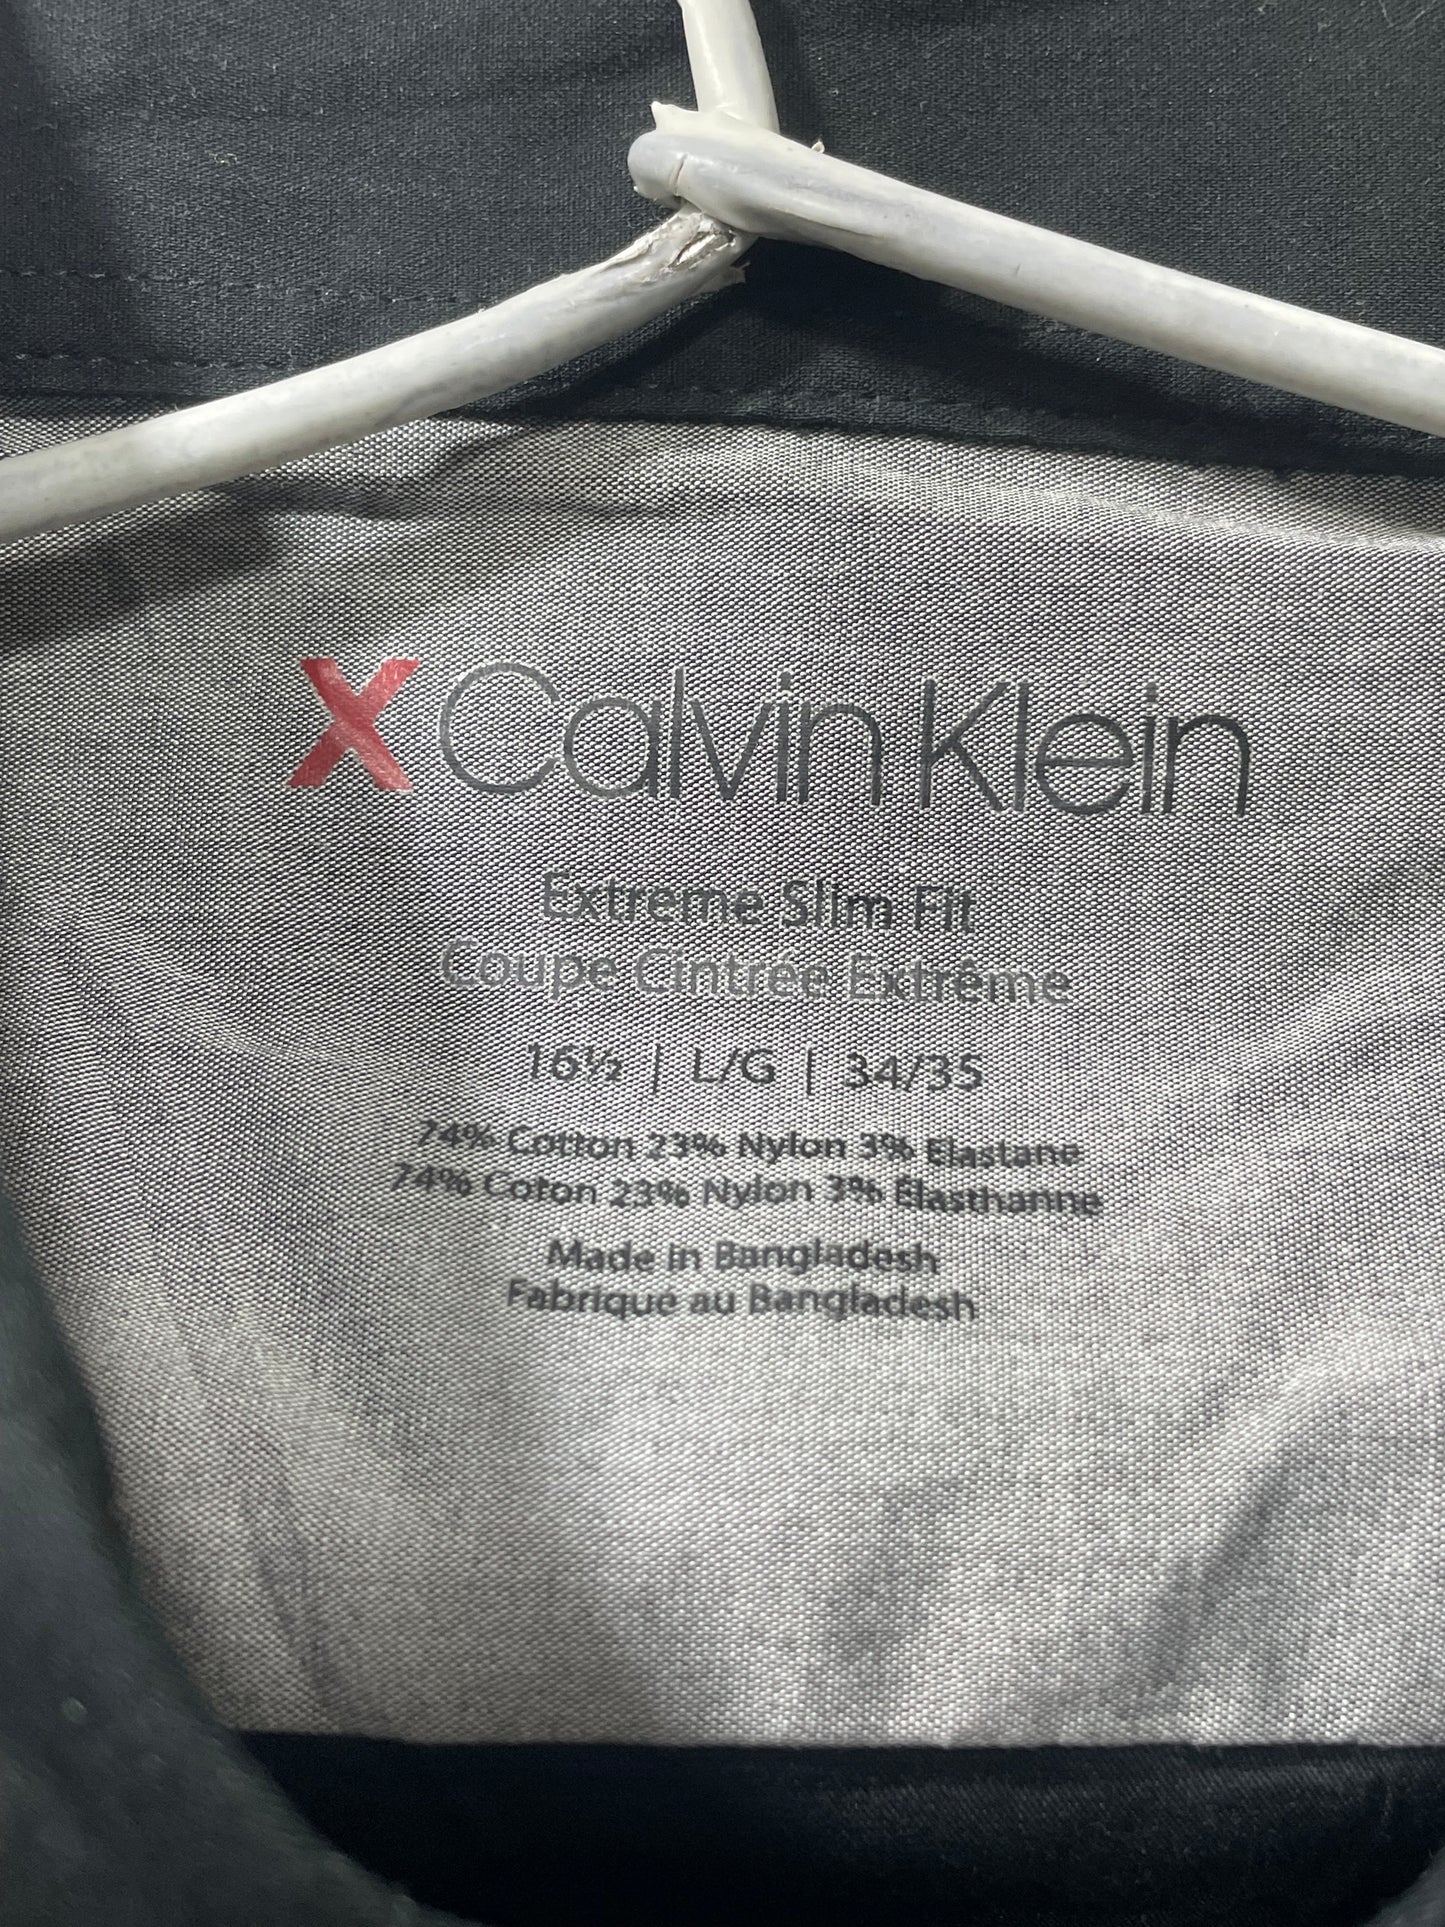 X Calvin Klein
Extreme Slim Fit
Coupe Cintrée Extrême
16½ | L/G | 34/35
74% Cotton 23% Nylon 3% Elastane
74% Coton 23% Nylon 3% Élasthanne
Made in Bangladesh
Fabrique au Bangladesh